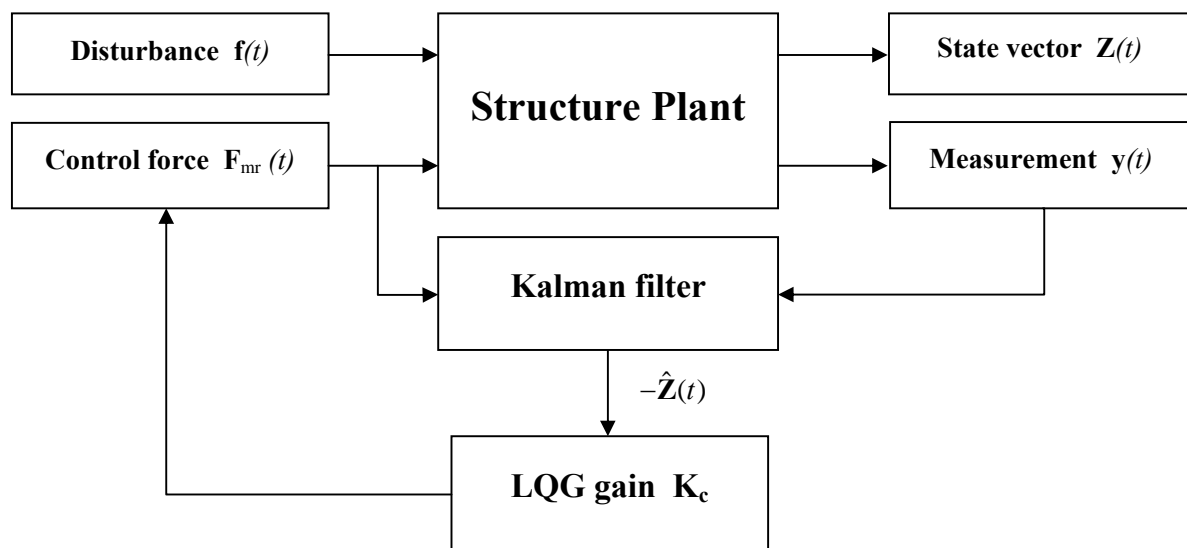 Disturbance f(t)
State vector Z(t)
Structure Plant
Control force Fmr (t)
Measurement y(t)
Kalman filter
−Ẑ(t)
LQG gain Kc